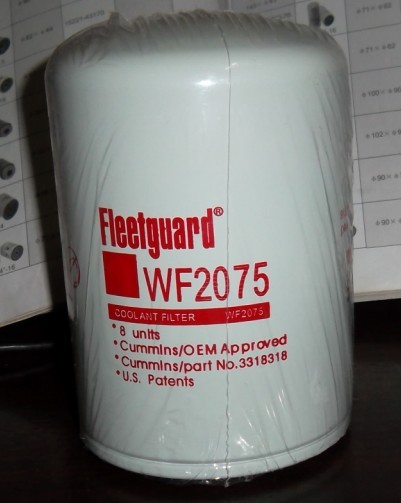 Fleetguard®
WF2075
COOLANT FILTER WF2075
* 8 units
* Cummins/OEM Approved
* Cummins/part No.3318318
* U.S. Patents